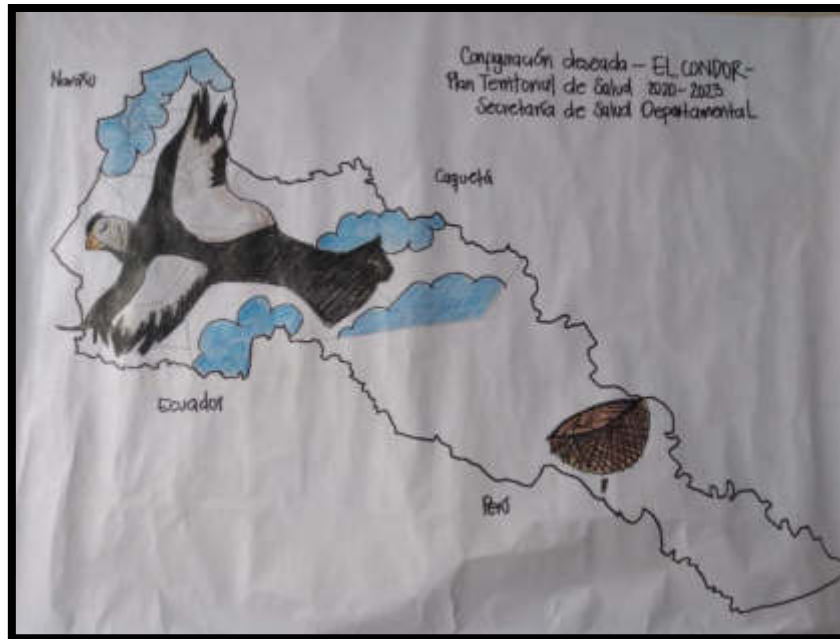 Configuración deseada – EL CONDOR-
Plan Territorial de Salud 2020-2023
Secretaría de Salud Departamental
Nariño
Caquetá
Ecuador
Perú